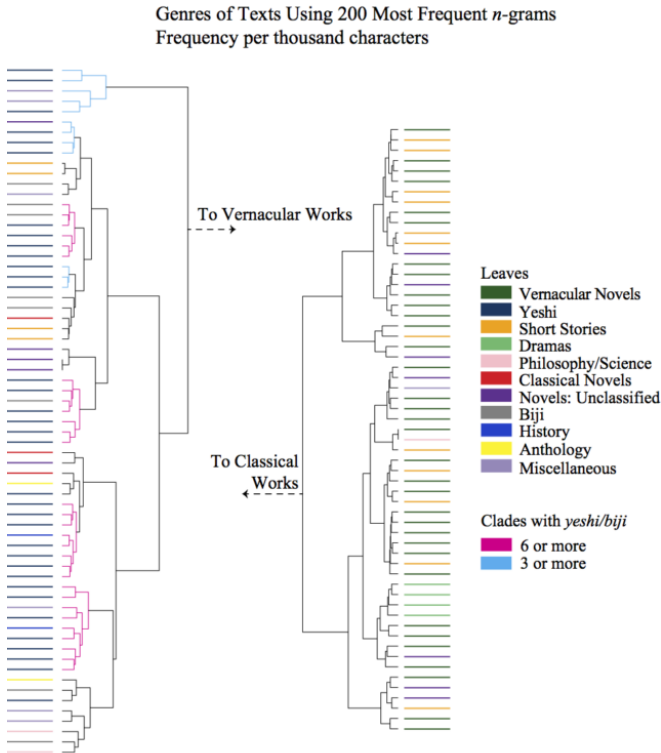 Genres of Texts Using 200 Most Frequent n-grams
Frequency per thousand characters
To Vernacular Works
To Classical
Works
Leaves
Vernacular Novels
Yeshi
Short Stories
Dramas
Philosophy/Science
Classical Novels
Novels: Unclassified
Biji
History
Anthology
Miscellaneous
Clades with yeshi/biji
6 or more
3 or more